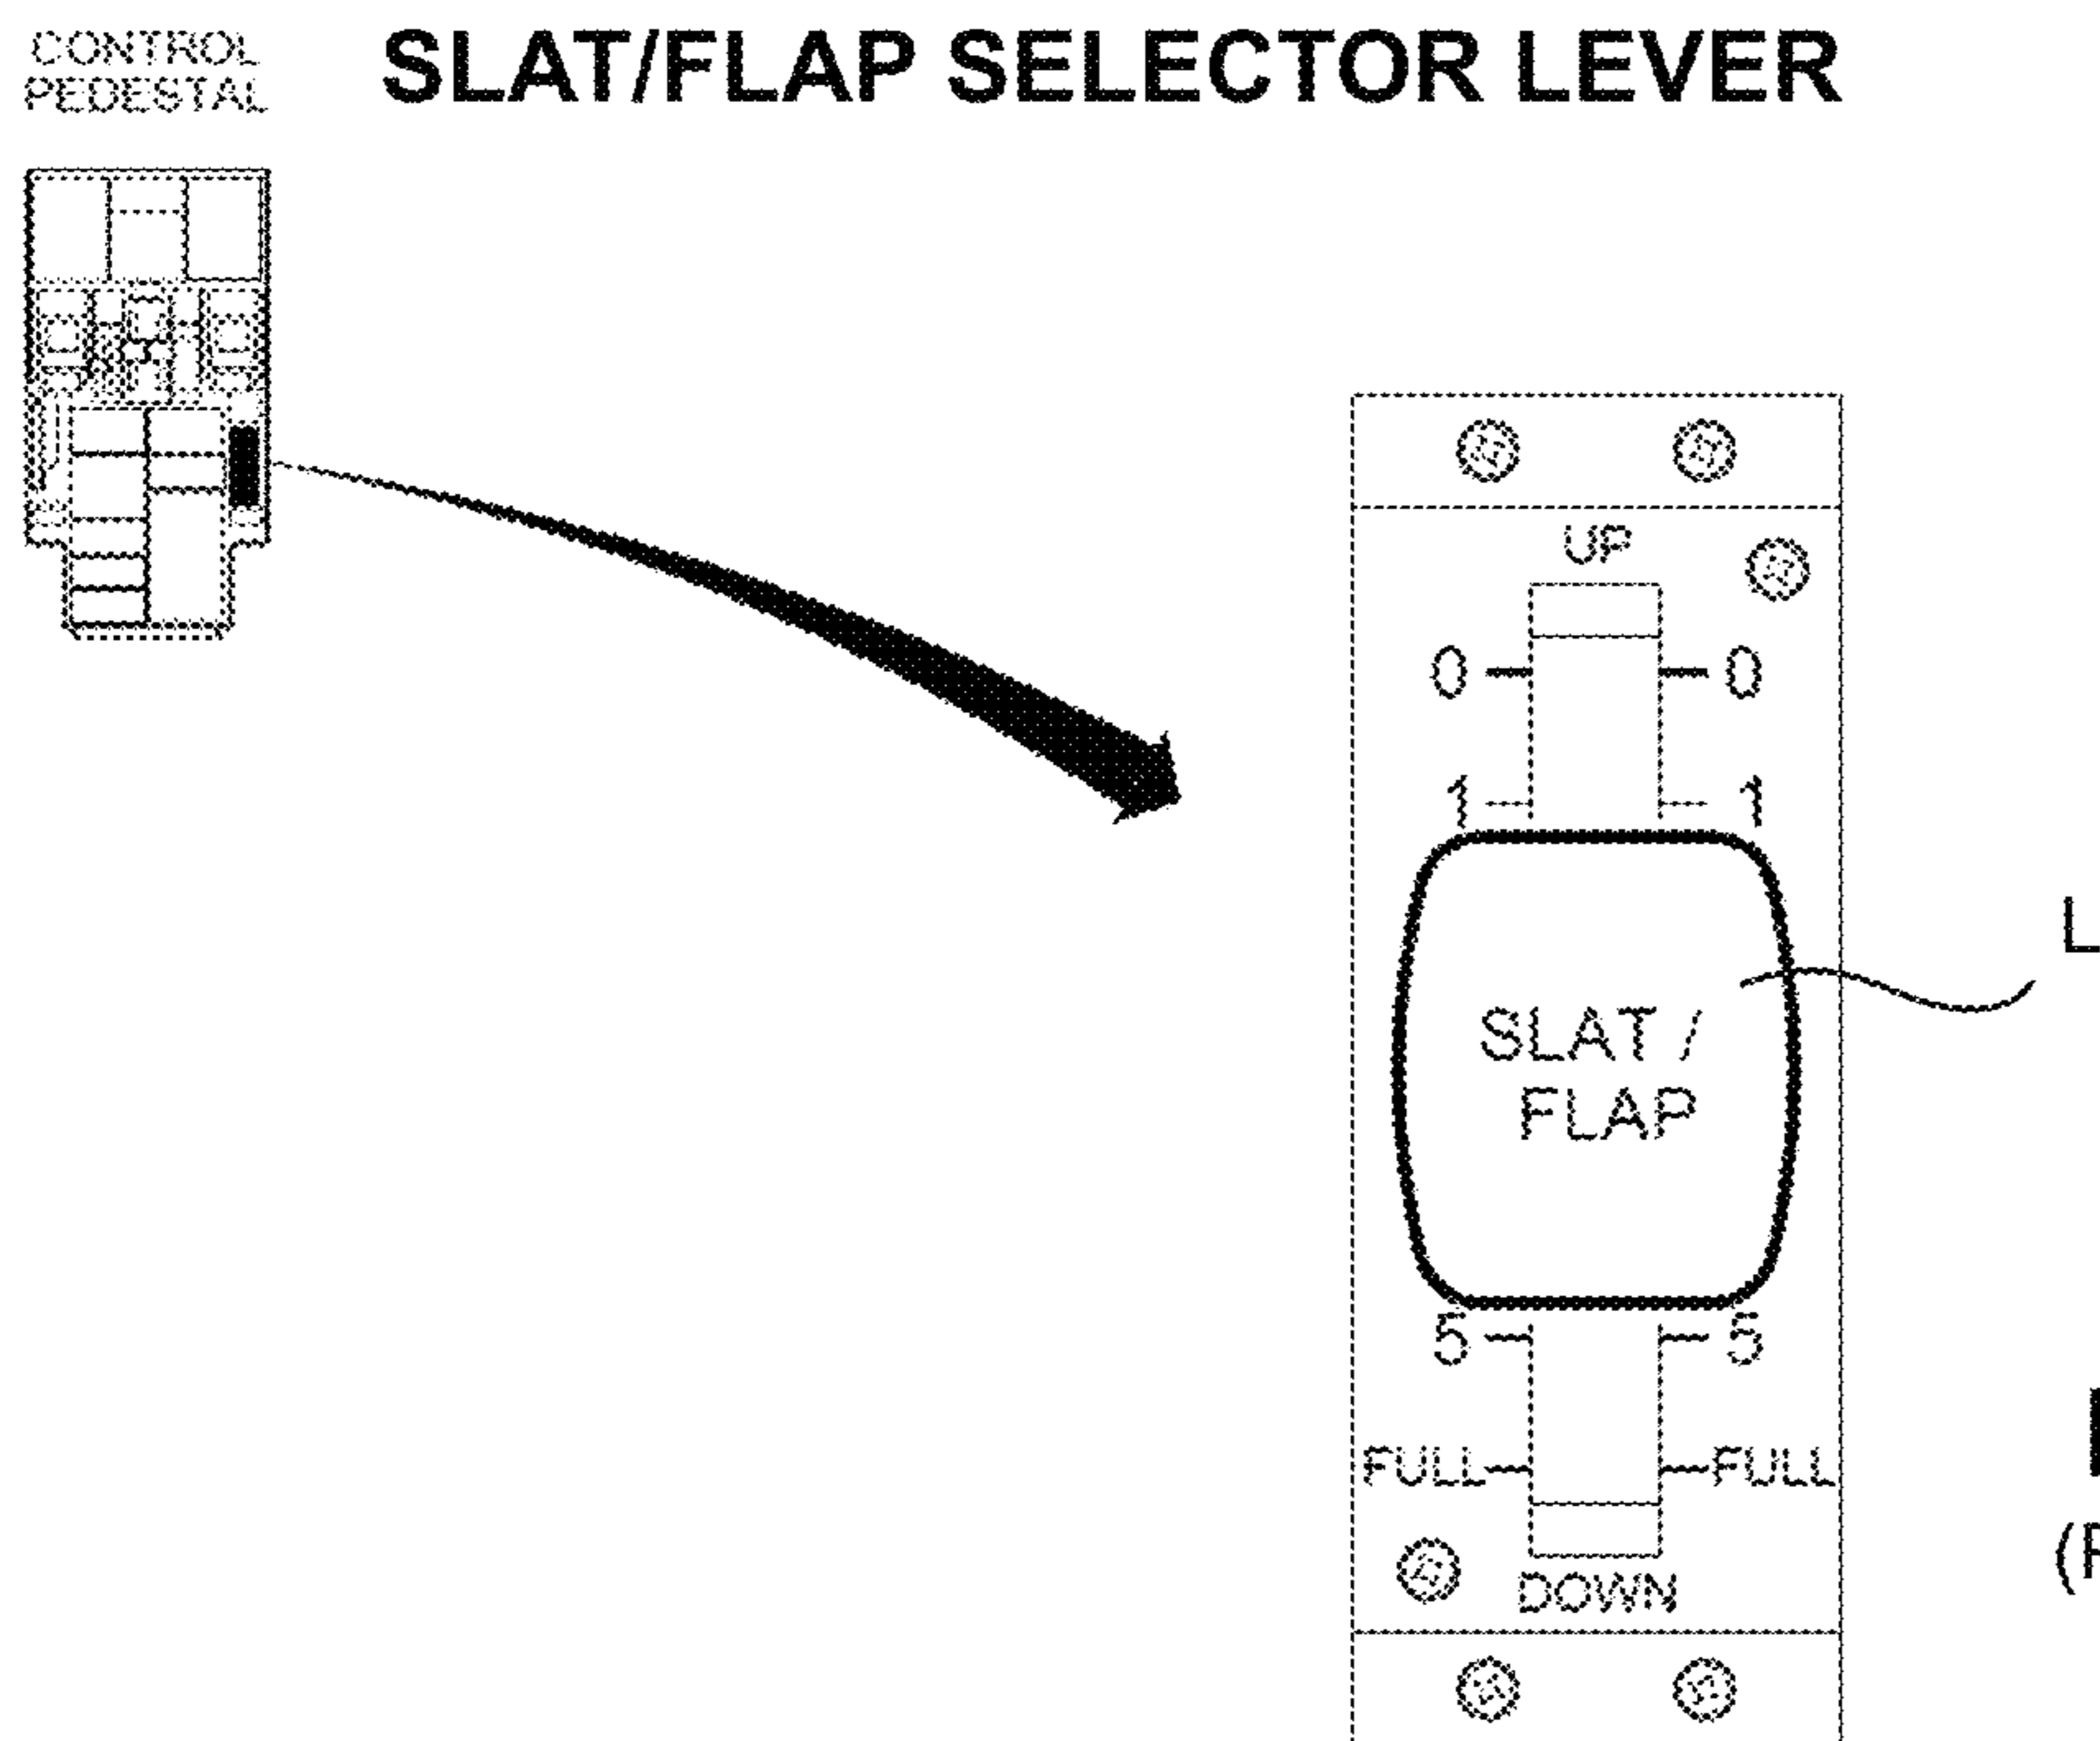 CONTROL
PEDESTAL
SLAT/FLAP SELECTOR LEVER
UP
0 0
1 1
L
SLAT /
FLAP
5 5
FULL FULL
DOWN